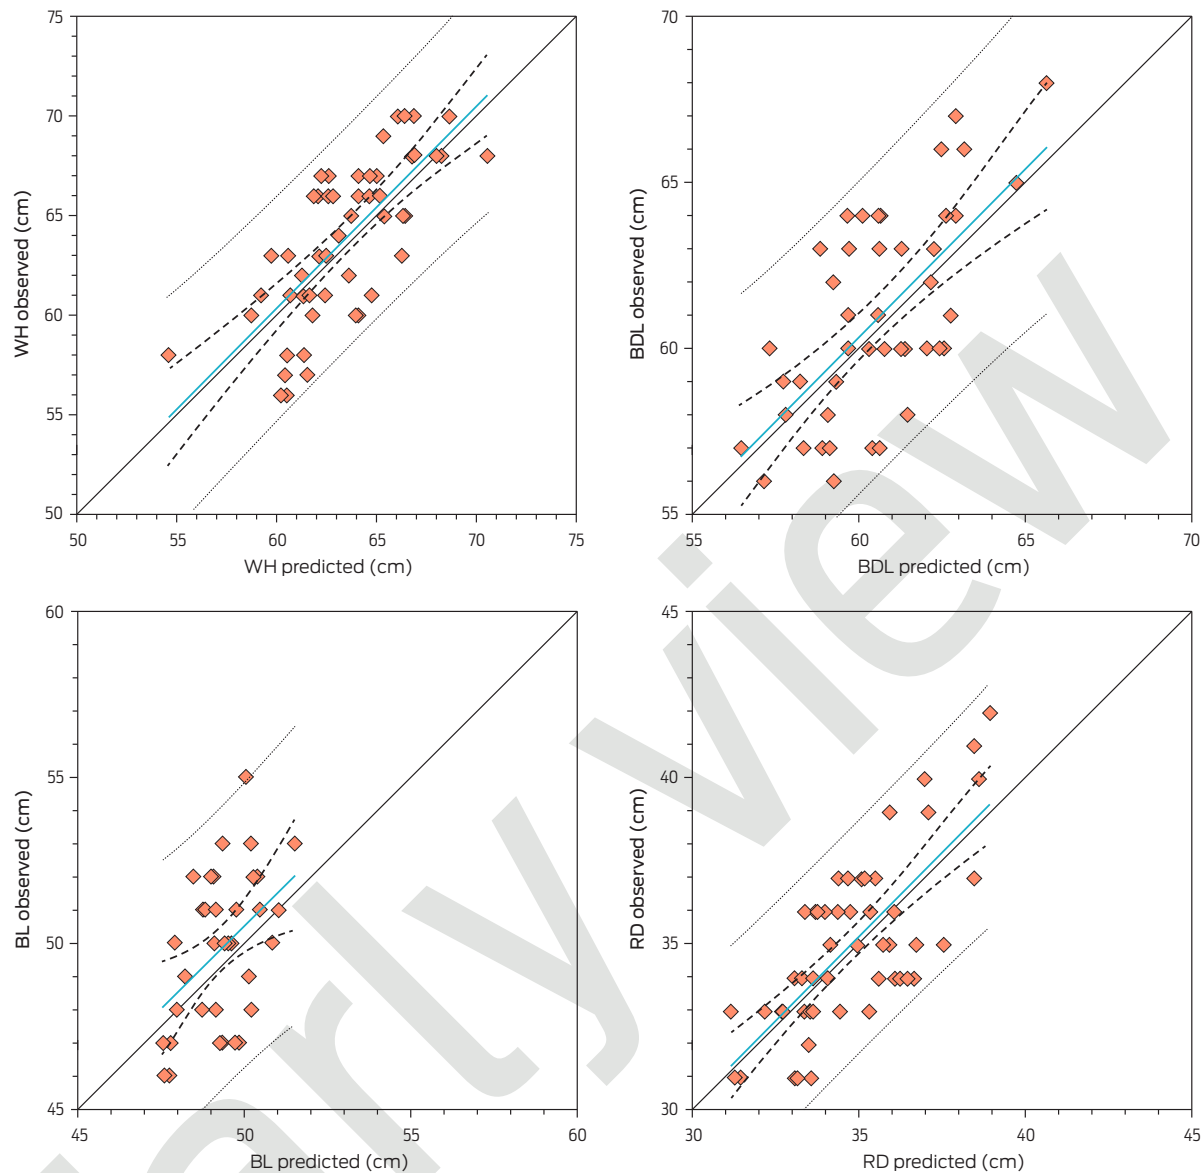 75
70
65
60
55
50
WH observed (cm)
50 55 60 65 70 75
WH predicted (cm)
70
65
60
55
BDL observed (cm)
55 60 65 70
BDL predicted (cm)
60
55
50
45
BL observed (cm)
45 50 55 60
BL predicted (cm)
45
40
35
30
RD observed (cm)
30 35 40 45
RD predicted (cm)
arly view